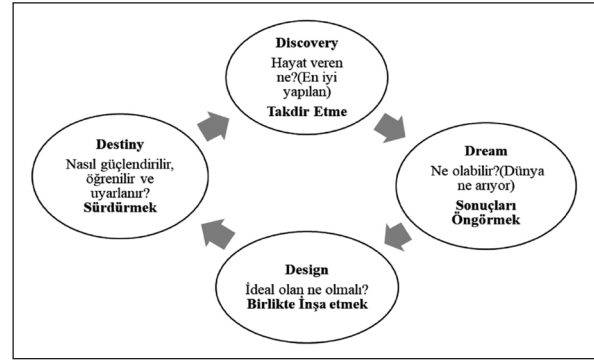 Discovery
Hayat veren
ne?(En iyi
yapılan)
Takdir Etme
Dream
Ne olabilir?(Dünya
ne arıyor)
Sonuçları
Öngörmek
Design
İdeal olan ne olmalı?
Birlikte İnşa etmek
Destiny
Nasıl güçlendirilir,
öğrenilir ve
uyarlanır?
Sürdürmek